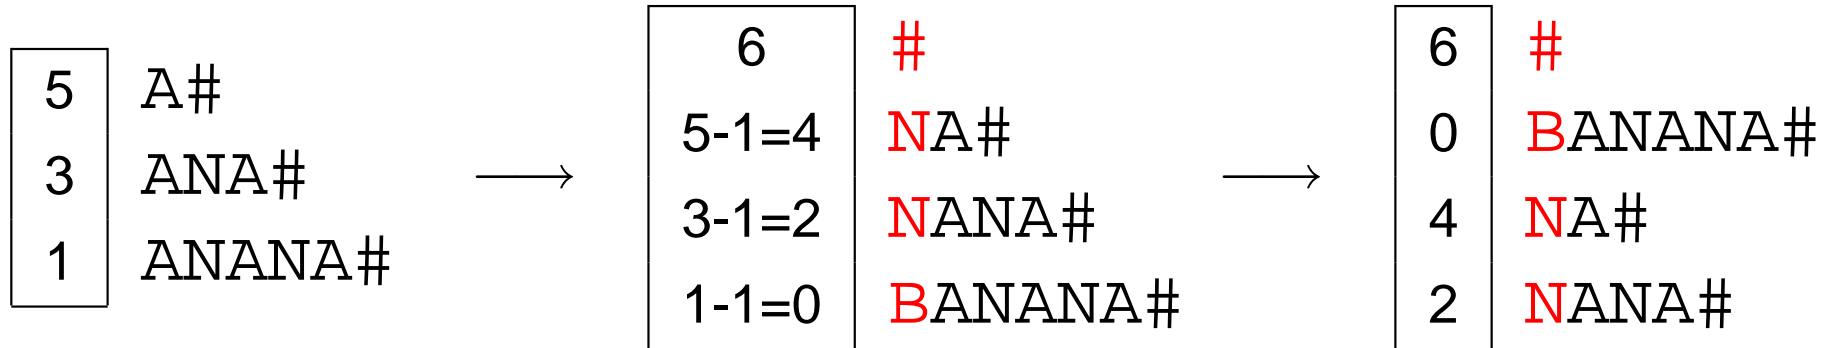 5 A#
3 ANA#
1 ANANA#
6 #
5-1=4 NA#
3-1=2 NANA#
1-1=0 BANANA#
6 #
0 BANANA#
4 NA#
2 NANA#